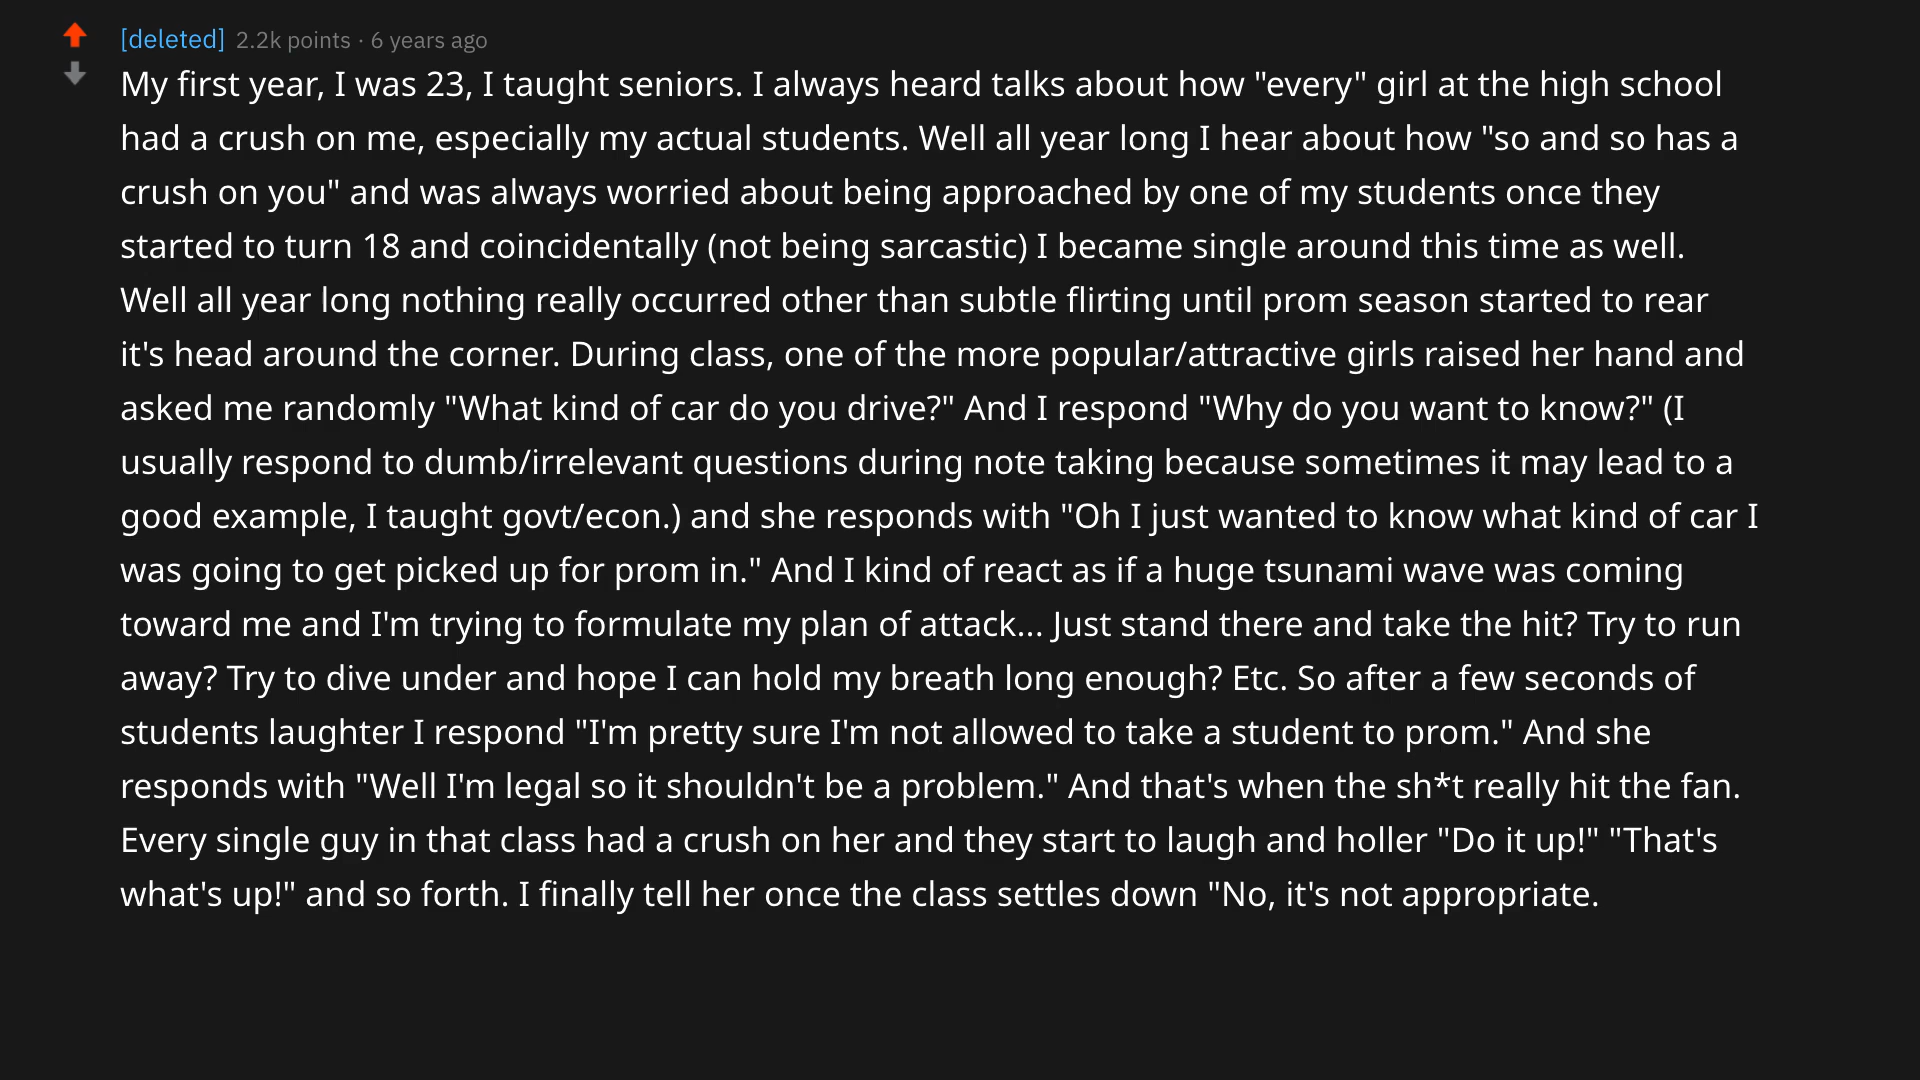 [deleted] 2.2k points · 6 years ago
My first year, I was 23, I taught seniors. I always heard talks about how "every" girl at the high school
had a crush on me, especially my actual students. Well all year long I hear about how "so and so has a
crush on you" and was always worried about being approached by one of my students once they
started to turn 18 and coincidentally (not being sarcastic) I became single around this time as well.
Well all year long nothing really occurred other than subtle flirting until prom season started to rear
it's head around the corner. During class, one of the more popular/attractive girls raised her hand and
asked me randomly "What kind of car do you drive?" And I respond "Why do you want to know?" (I
usually respond to dumb/irrelevant questions during note taking because sometimes it may lead to a
good example, I taught govt/econ.) and she responds with "Oh I just wanted to know what kind of car I
was going to get picked up for prom in." And I kind of react as if a huge tsunami wave was coming
toward me and I'm trying to formulate my plan of attack... Just stand there and take the hit? Try to run
away? Try to dive under and hope I can hold my breath long enough? Etc. So after a few seconds of
students laughter I respond "I'm pretty sure I'm not allowed to take a student to prom." And she
responds with "Well I'm legal so it shouldn't be a problem." And that's when the sh*t really hit the fan.
Every single guy in that class had a crush on her and they start to laugh and holler "Do it up!" "That's
what's up!" and so forth. I finally tell her once the class settles down "No, it's not appropriate.